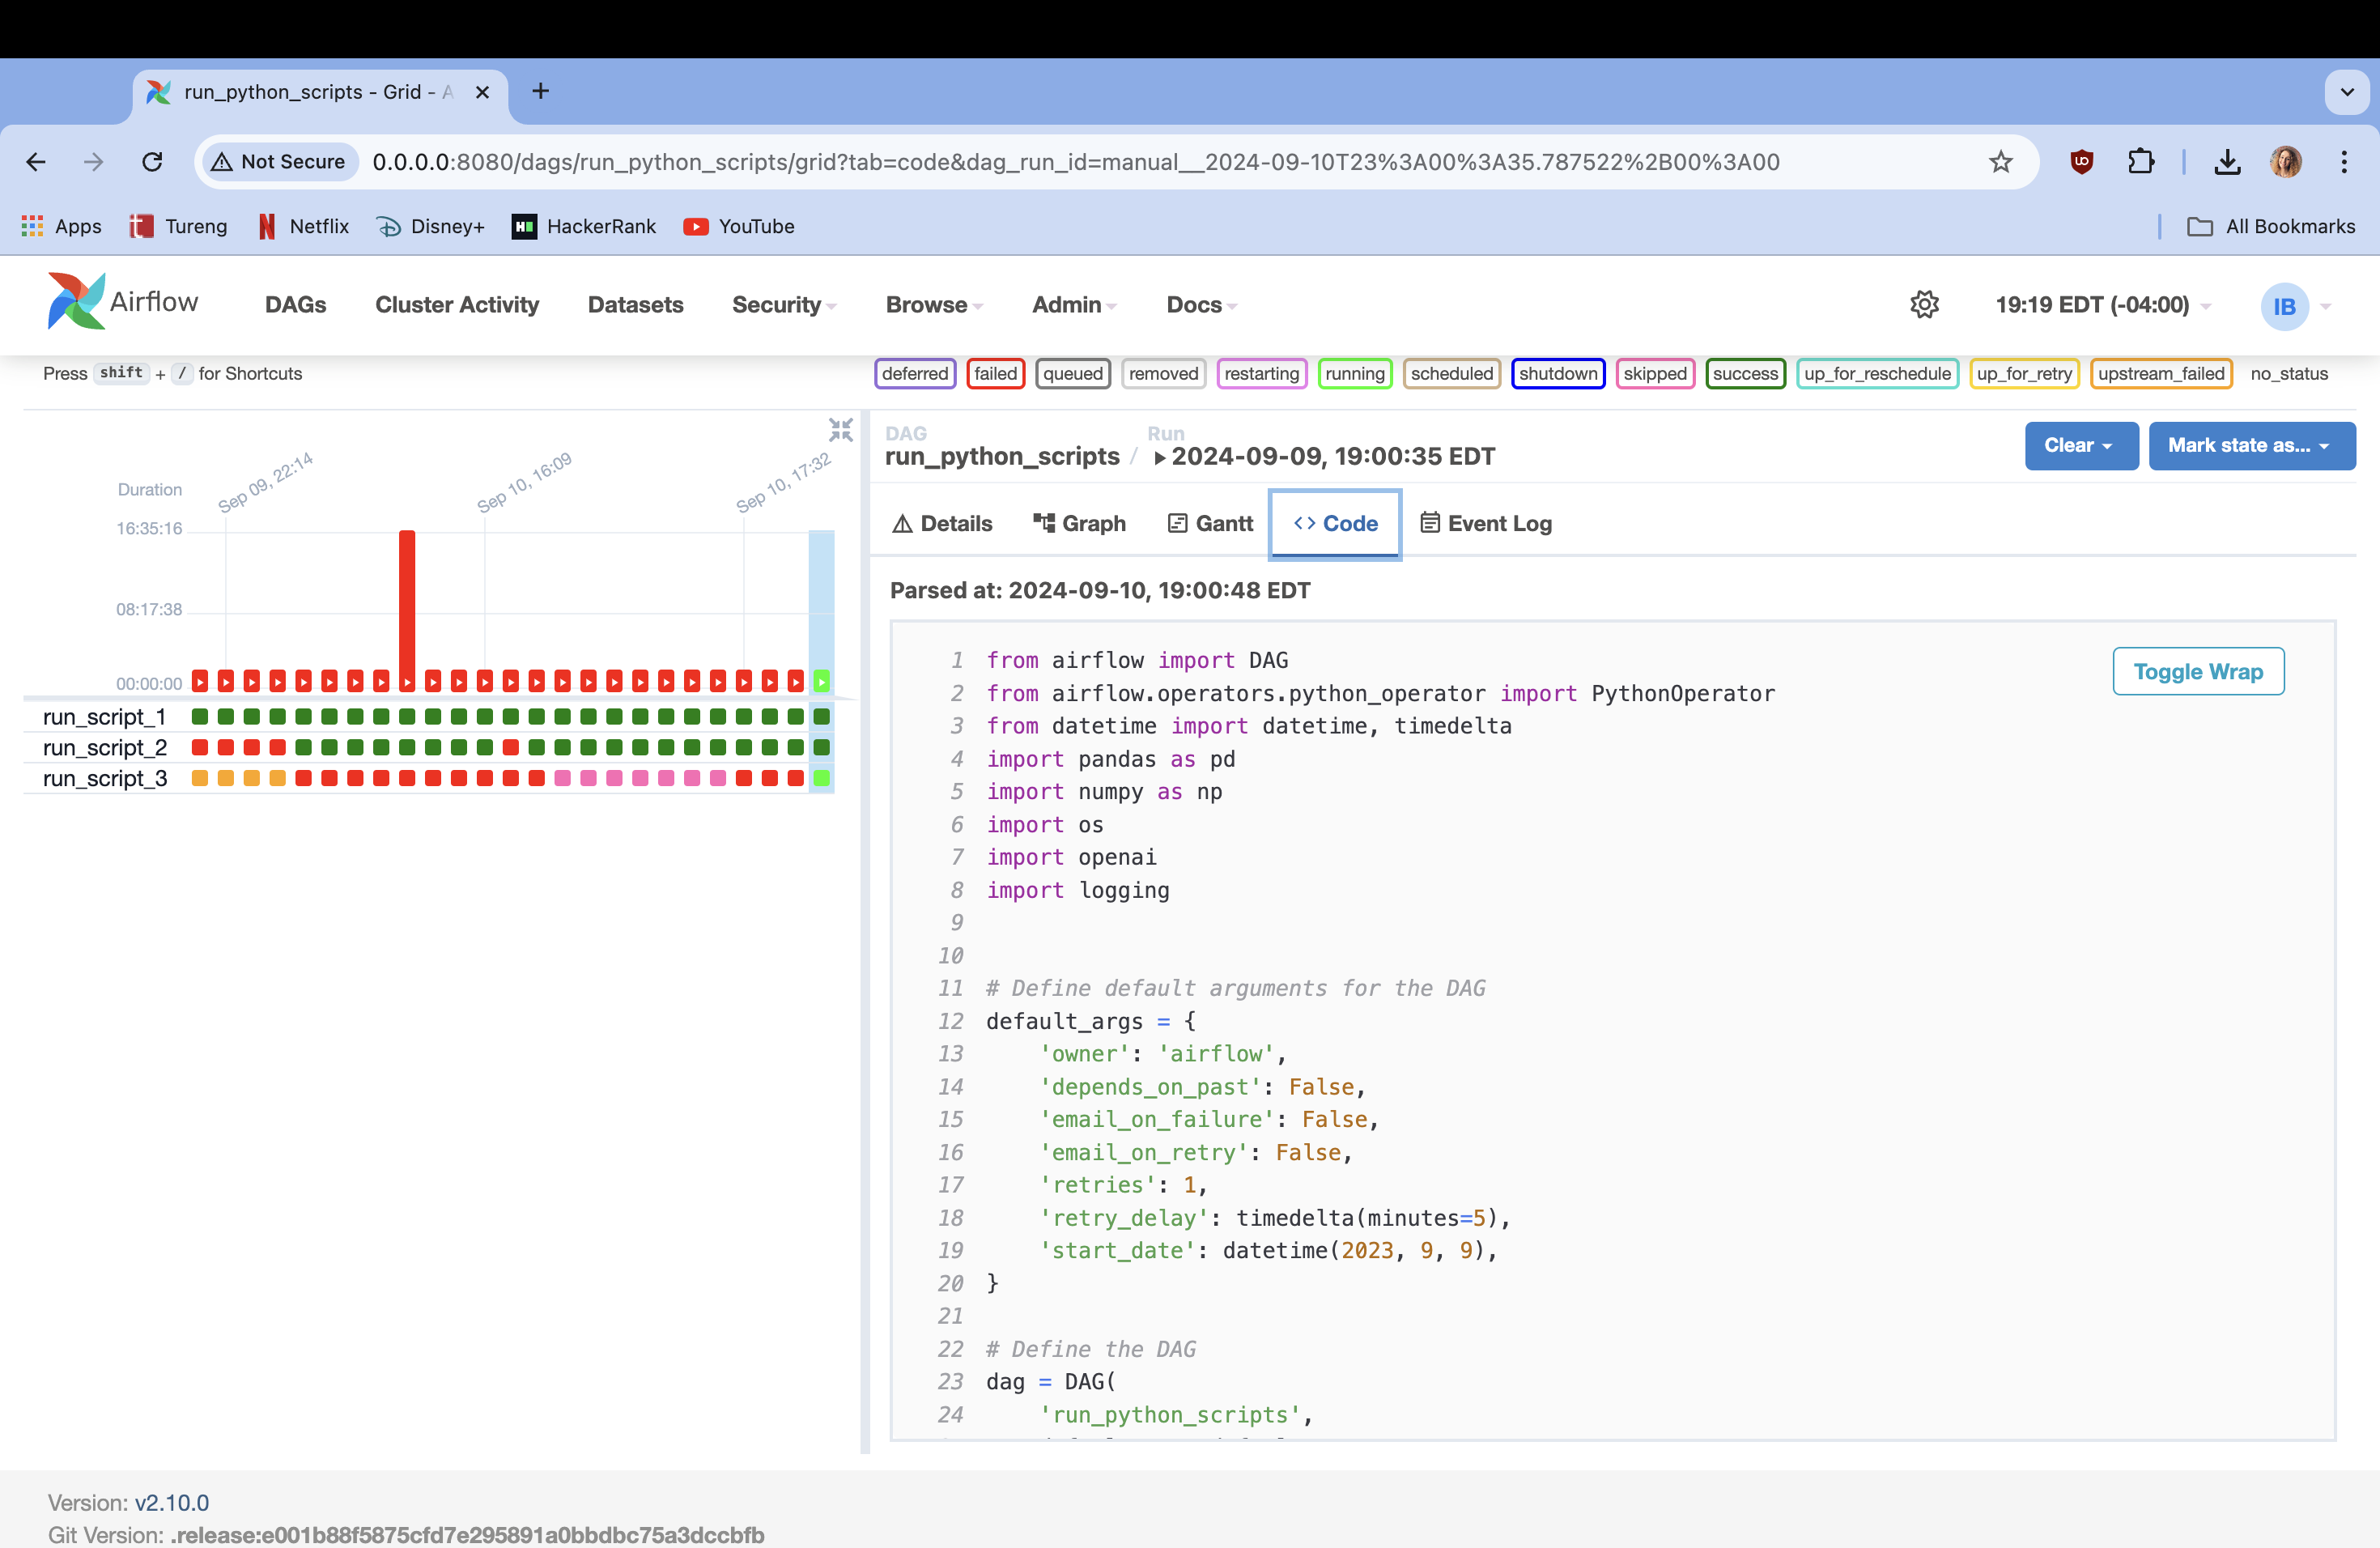 run_python_scripts - Grid - A
Not Secure 0.0.0.0:8080/dags/run_python_scripts/grid?tab=code&dag_run_id=manual__2024-09-10T23%3A00%3A35.787522%2B00%3A00
Apps Tureng Netflix Disney+ HackerRank YouTube All Bookmarks
Airflow DAGs Cluster Activity Datasets Security Browse Admin Docs 19:19 EDT (-04:00) IB
Press shift + / for Shortcuts deferred failed queued removed restarting running scheduled shutdown skipped success up_for_reschedule up_for_retry upstream_failed no_status
Duration
Sep 09, 22:14
Sep 10, 16:09
Sep 10, 17:32
16:35:16
08:17:38
00:00:00
run_script_1
run_script_2
run_script_3
DAG Run
run_python_scripts / 2024-09-09, 19:00:35 EDT
Clear Mark state as...
Details Graph Gantt <> Code Event Log
Parsed at: 2024-09-10, 19:00:48 EDT
Toggle Wrap
1 from airflow import DAG
2 from airflow.operators.python_operator import PythonOperator
3 from datetime import datetime, timedelta
4 import pandas as pd
5 import numpy as np
6 import os
7 import openai
8 import logging
9
10
11 # Define default arguments for the DAG
12 default_args = {
13 'owner': 'airflow',
14 'depends_on_past': False,
15 'email_on_failure': False,
16 'email_on_retry': False,
17 'retries': 1,
18 'retry_delay': timedelta(minutes=5),
19 'start_date': datetime(2023, 9, 9),
20 }
21
22 # Define the DAG
23 dag = DAG(
24 'run_python_scripts',
Version: v2.10.0
Git Version: .release:e001b88f5875cfd7e295891a0bbdbc75a3dccbfb